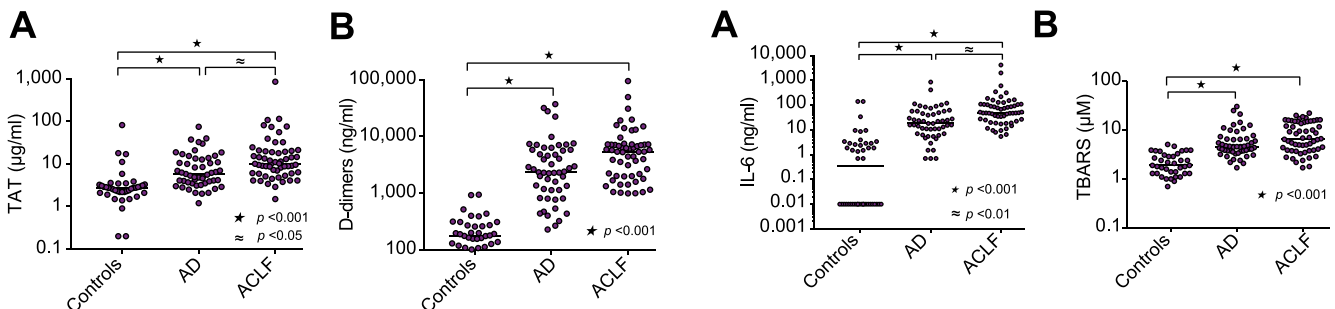 A
TAT (µg/ml)
1,000
100
10
1
0.1
★
★
≈
★ p <0.001
≈ p <0.05
Controls
AD
ACLF
B
D-dimers (ng/ml)
100,000
10,000
1,000
100
★
★
★ p <0.001
Controls
AD
ACLF
A
IL-6 (ng/ml)
10,000
1,000
100
10
1
0.1
0.01
0.001
★
★
≈
★ p <0.001
≈ p <0.01
Controls
AD
ACLF
B
TBARS (µM)
100
10
1
0.1
★
★
★ p <0.001
Controls
AD
ACLF